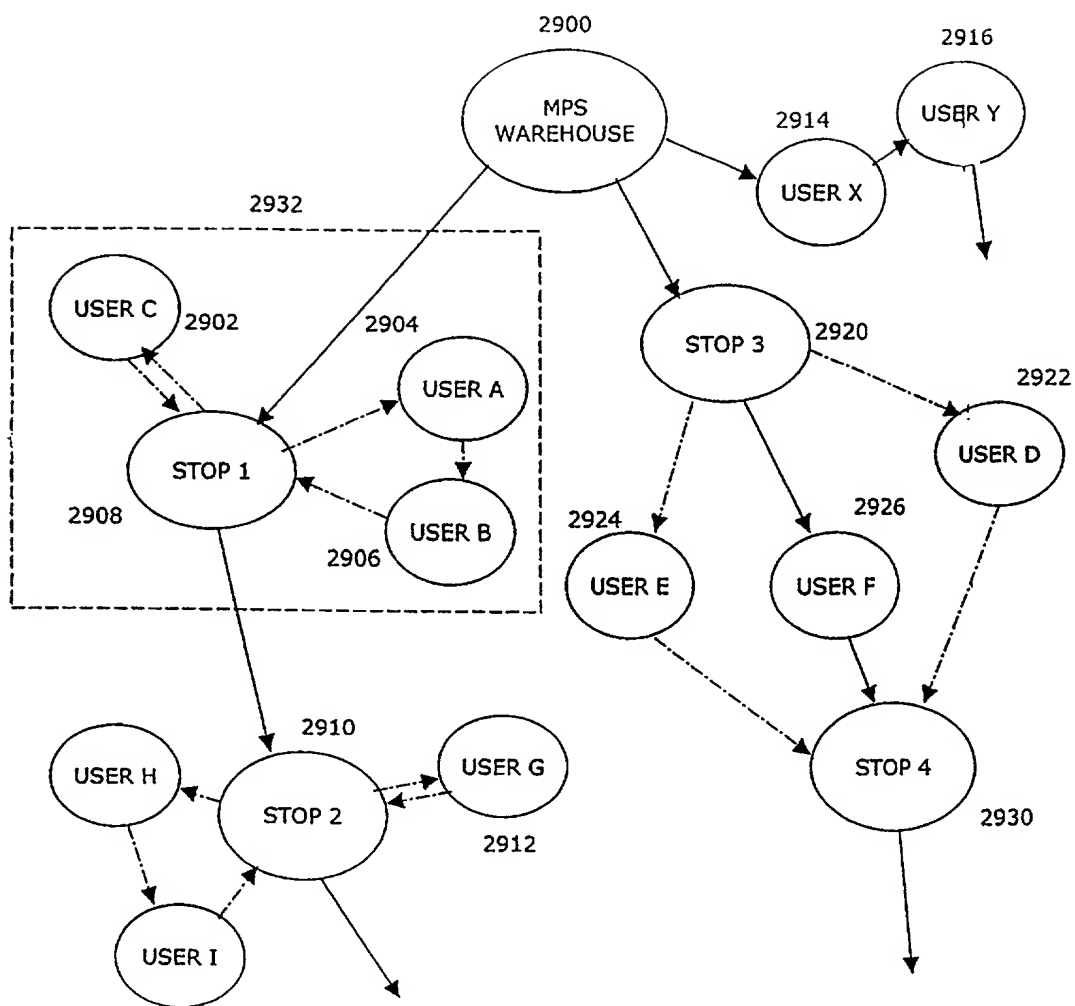 2900
MPS
WAREHOUSE
2916
USER Y
2914
USER X
2932
USER C
2902
2904
USER A
STOP 1
2908
USER B
2906
STOP 3
2920
2922
USER D
2924
USER E
2926
USER F
2910
USER H
STOP 2
USER G
2912
USER I
STOP 4
2930